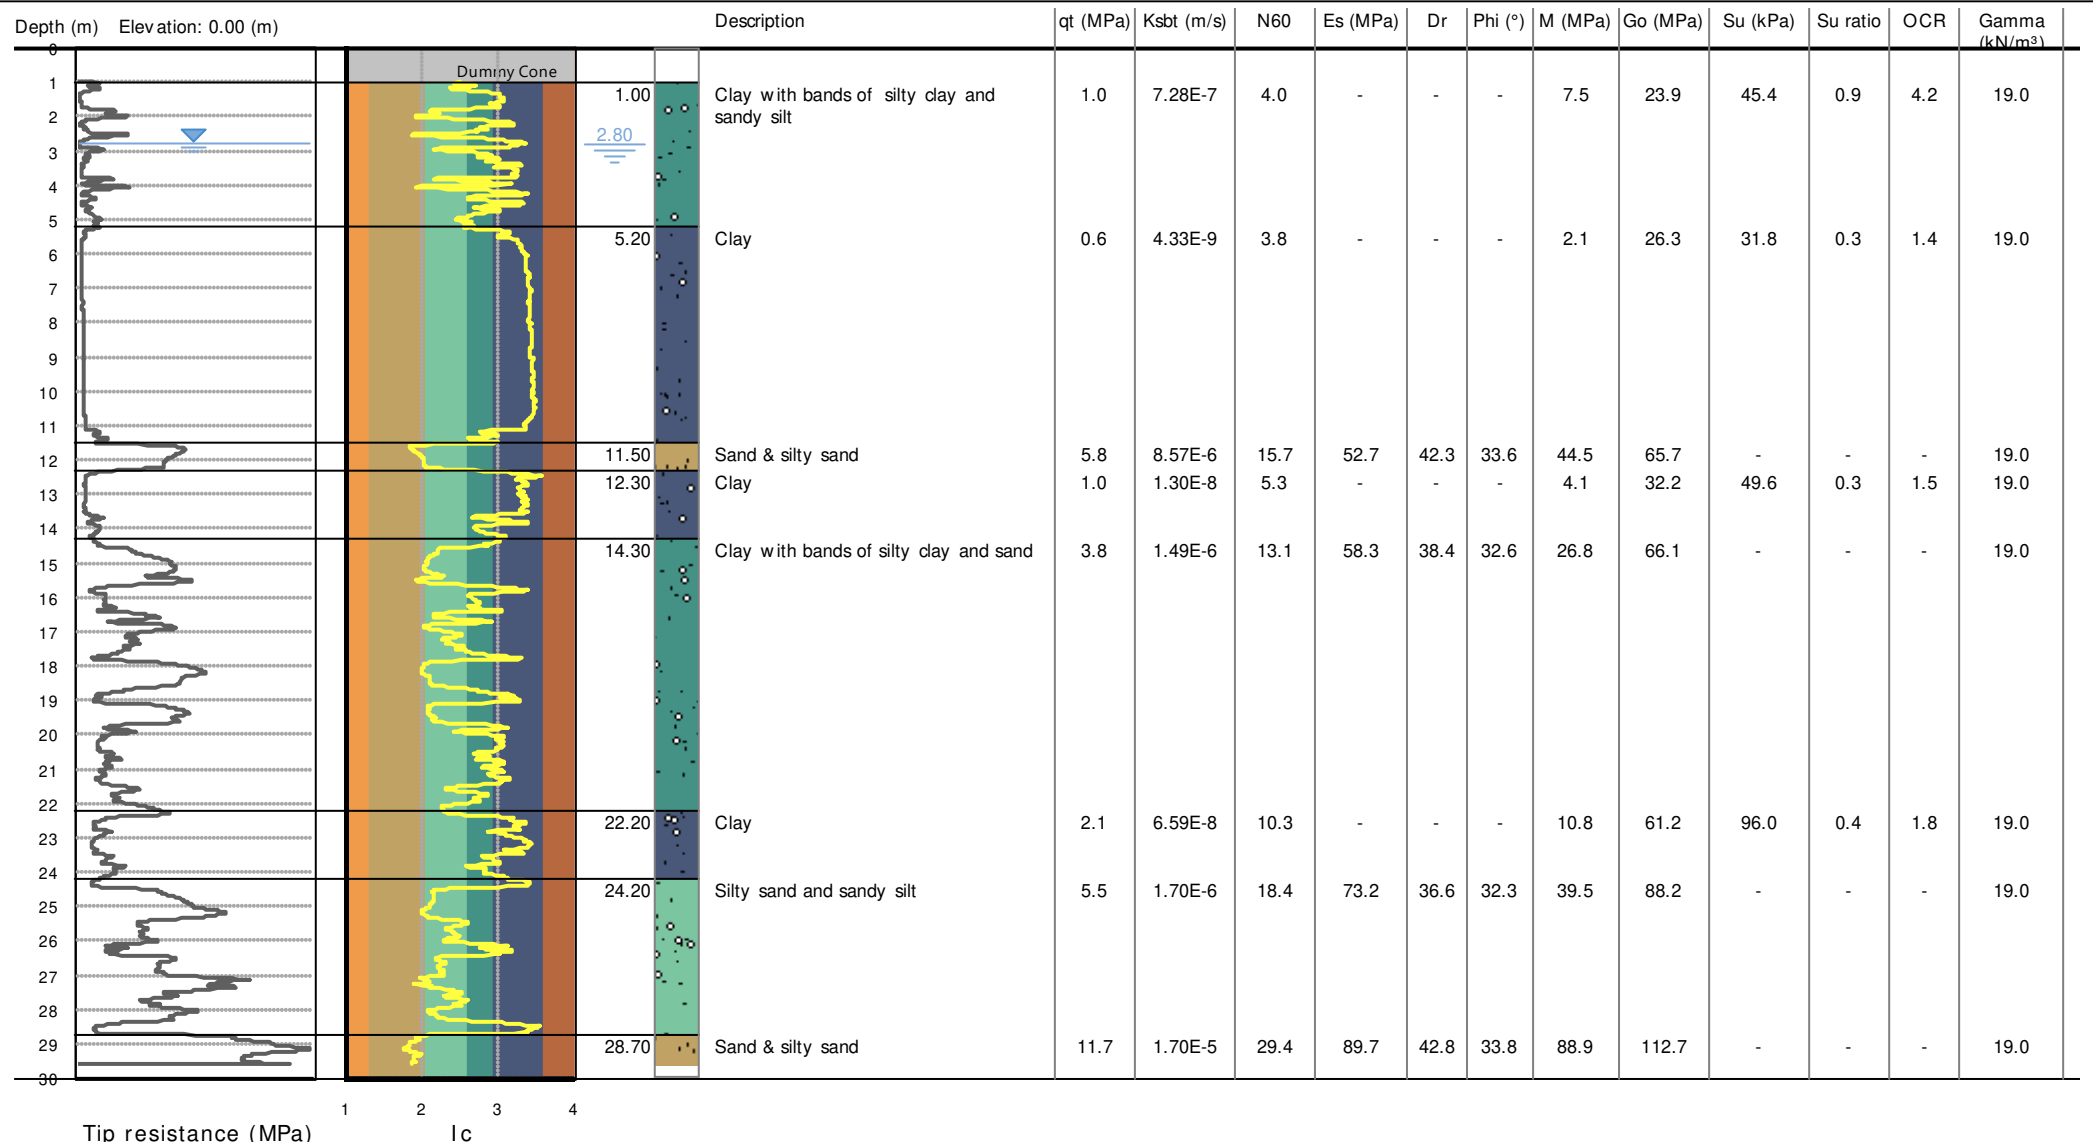 Depth (m) Elevation: 0.00 (m) Description qt (MPa) Ksbt (m/s) N60 Es (MPa) Dr Phi (°) M (MPa) Go (MPa) Su (kPa) Su ratio OCR Gamma
(kN/m³)
0
Dummy Cone
1
1.00 Clay with bands of silty clay and 1.0 7.28E-7 4.0 - - - 7.5 23.9 45.4 0.9 4.2 19.0
sandy silt
2
2.80
3
4
5
5.20 Clay 0.6 4.33E-9 3.8 - - - 2.1 26.3 31.8 0.3 1.4 19.0
6
7
8
9
10
11
11.50 Sand & silty sand 5.8 8.57E-6 15.7 52.7 42.3 33.6 44.5 65.7 - - - 19.0
12
12.30 Clay 1.0 1.30E-8 5.3 - - - 4.1 32.2 49.6 0.3 1.5 19.0
13
14
14.30 Clay with bands of silty clay and sand 3.8 1.49E-6 13.1 58.3 38.4 32.6 26.8 66.1 - - - 19.0
15
16
17
18
19
20
21
22
22.20 Clay 2.1 6.59E-8 10.3 - - - 10.8 61.2 96.0 0.4 1.8 19.0
23
24
24.20 Silty sand and sandy silt 5.5 1.70E-6 18.4 73.2 36.6 32.3 39.5 88.2 - - - 19.0
25
26
27
28
29 28.70 Sand & silty sand 11.7 1.70E-5 29.4 89.7 42.8 33.8 88.9 112.7 - - - 19.0
30
1 2 3 4
Tip resistance (MPa) Ic